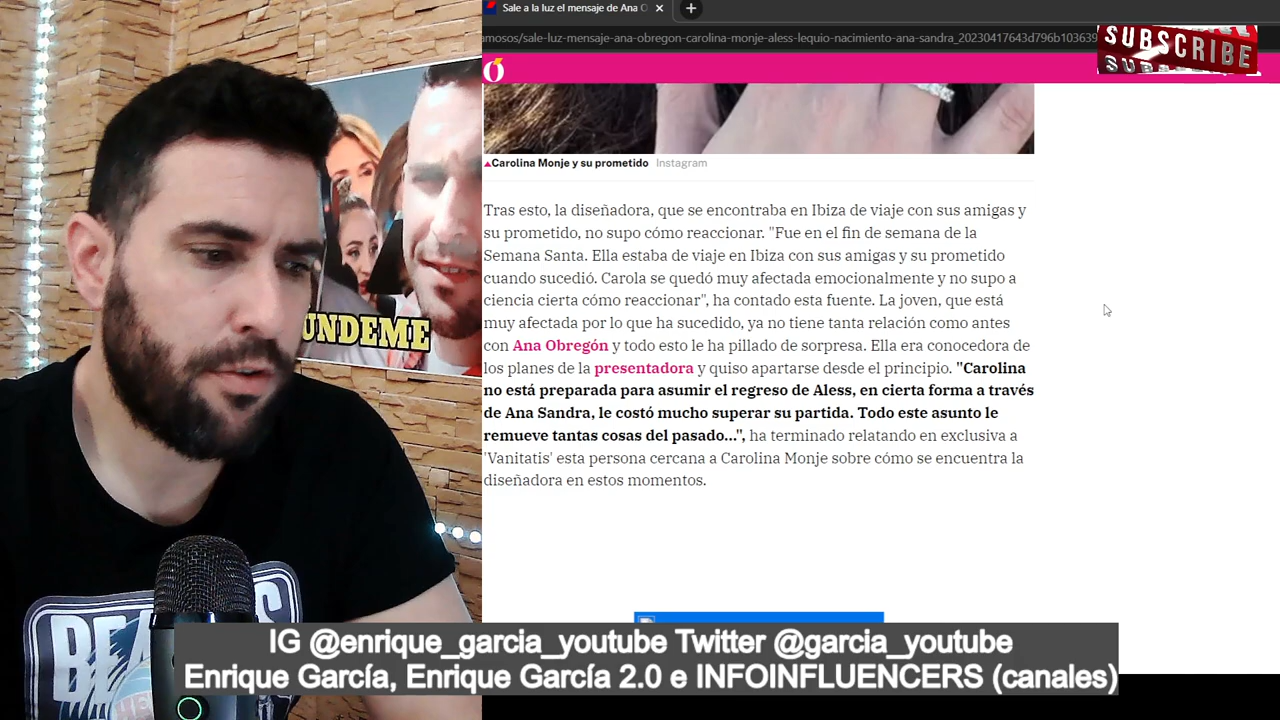 Sale a la luz el mensaje de Ana O
amosos/sale-luz-mensaje-ana-obregon-carolina-monje-aless-lequio-nacimiento-ana-sandra_20230417643d796b103639
SUBSCRIBE
Carolina Monje y su prometido Instagram
Tras esto, la diseñadora, que se encontraba en Ibiza de viaje con sus amigas y
su prometido, no supo cómo reaccionar. "Fue en el fin de semana de la
Semana Santa. Ella estaba de viaje en Ibiza con sus amigas y su prometido
cuando sucedió. Carola se quedó muy afectada emocionalmente y no supo a
ciencia cierta cómo reaccionar", ha contado esta fuente. La joven, que está
muy afectada por lo que ha sucedido, ya no tiene tanta relación como antes
con Ana Obregón y todo esto le ha pillado de sorpresa. Ella era conocedora de
los planes de la presentadora y quiso apartarse desde el principio. "Carolina
no está preparada para asumir el regreso de Aless, en cierta forma a través
de Ana Sandra, le costó mucho superar su partida. Todo este asunto le
remueve tantas cosas del pasado...", ha terminado relatando en exclusiva a
'Vanitatis' esta persona cercana a Carolina Monje sobre cómo se encuentra la
diseñadora en estos momentos.
UNDEME
IG @enrique_garcia_youtube Twitter @garcia_youtube
Enrique García, Enrique García 2.0 e INFOINFLUENCERS (canales)